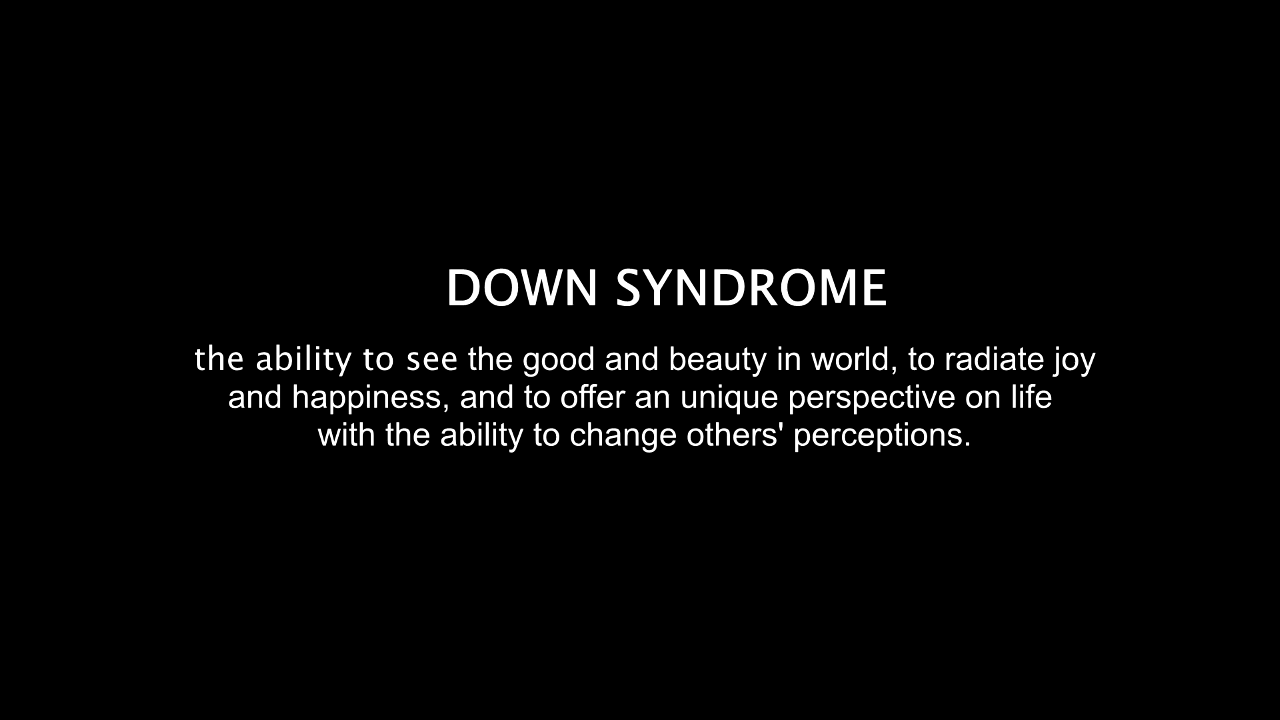 DOWN SYNDROME
the ability to see the good and beauty in world, to radiate joy
and happiness, and to offer an unique perspective on life
with the ability to change others' perceptions.